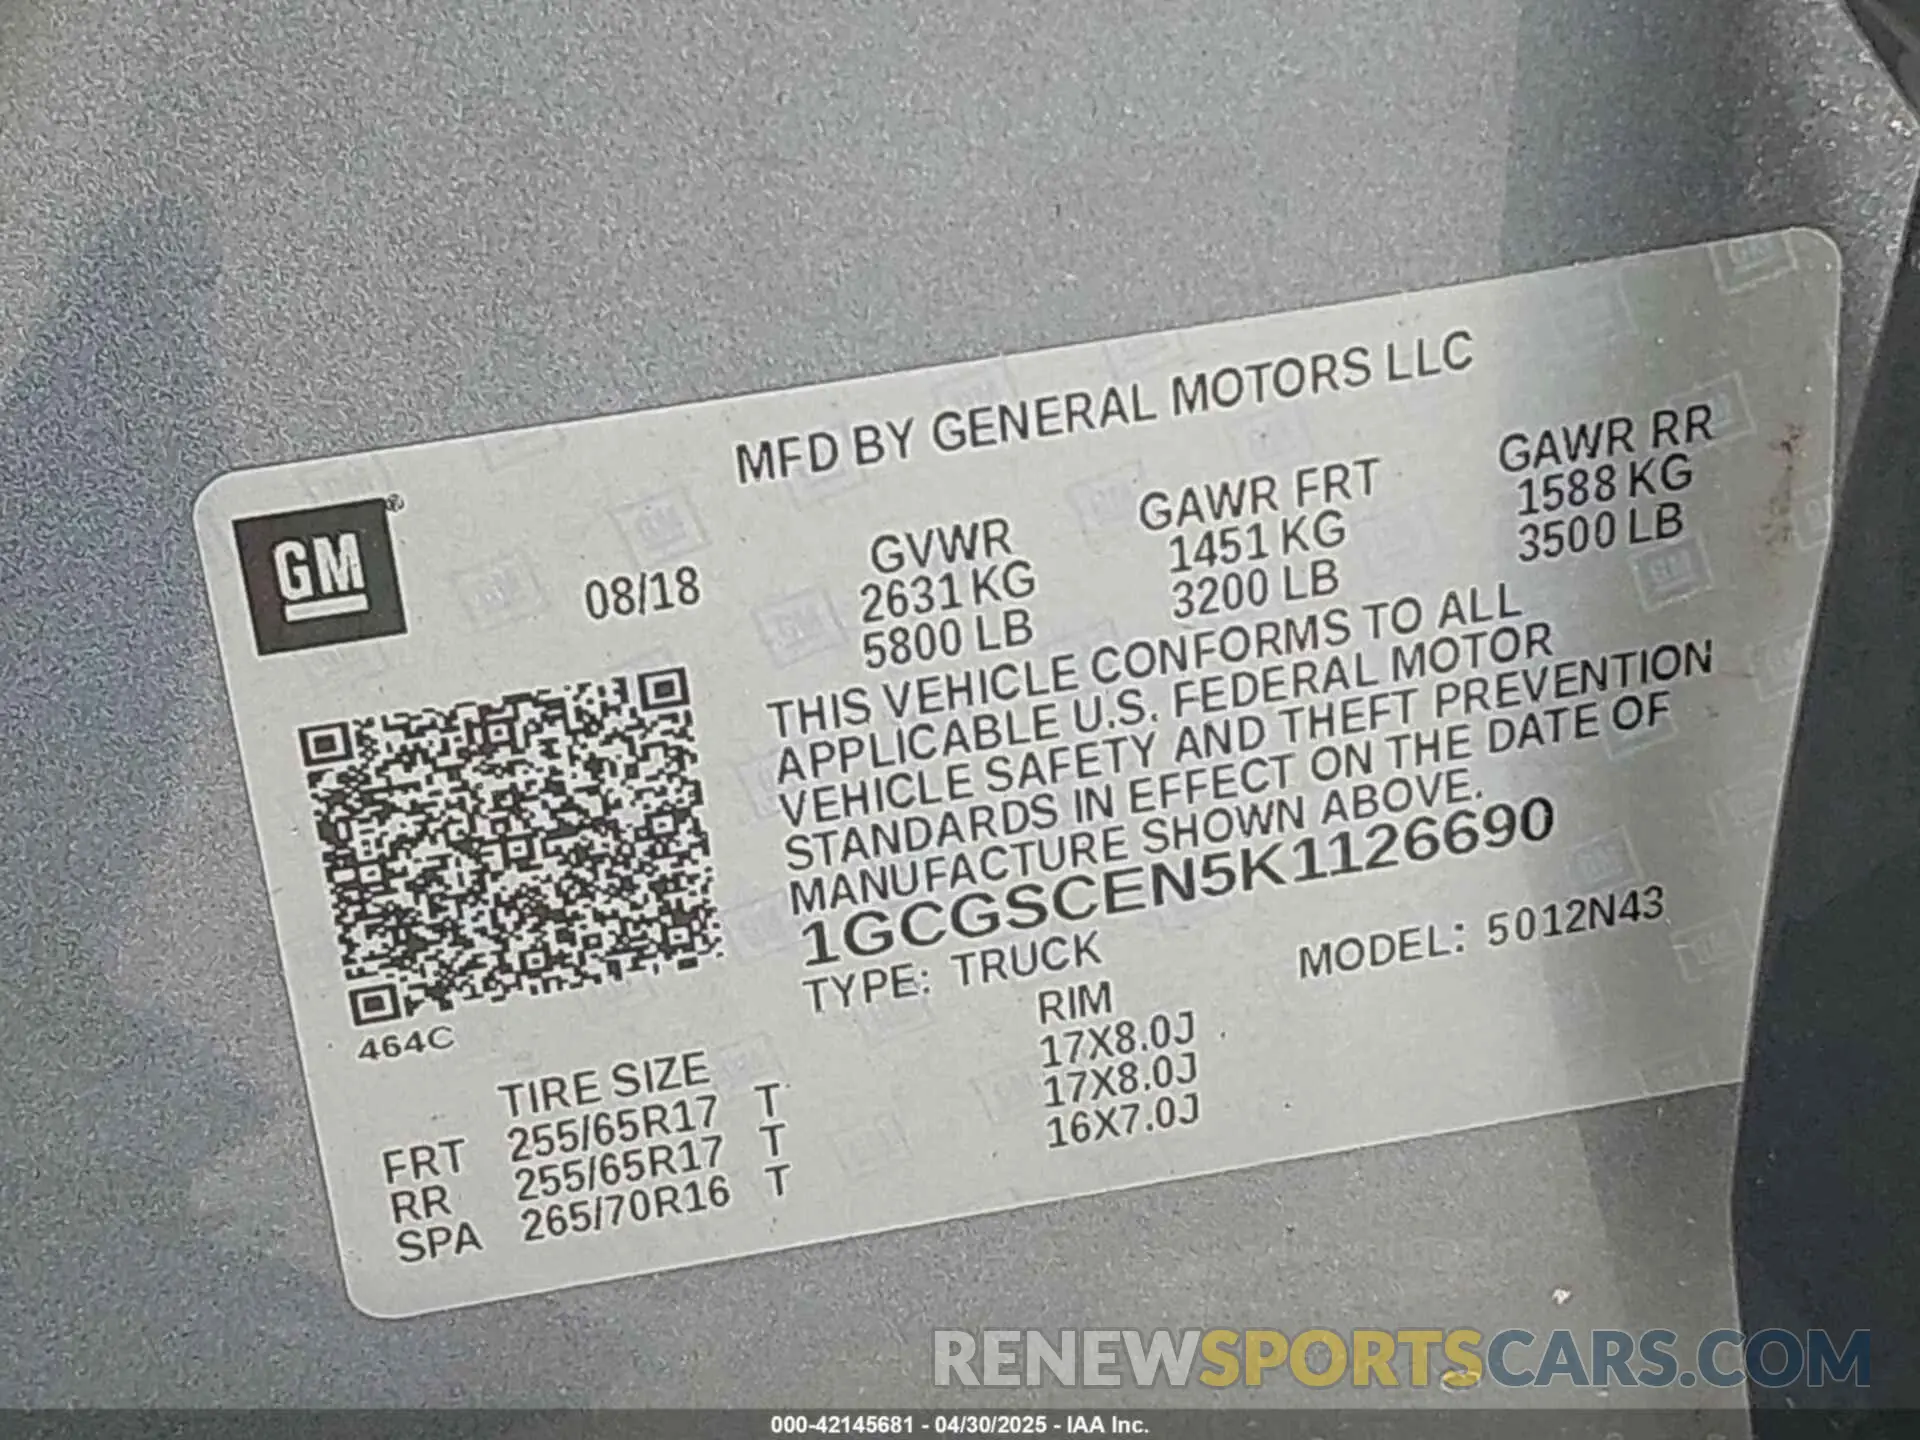 MFD BY GENERAL MOTORS LLC
GM®
08/18
GVWR
2631 KG
5800 LB
GAWR FRT
1451 KG
3200 LB
GAWR RR
1588 KG
3500 LB
THIS VEHICLE CONFORMS TO ALL
APPLICABLE U.S. FEDERAL MOTOR
VEHICLE SAFETY AND THEFT PREVENTION
STANDARDS IN EFFECT ON THE DATE OF
MANUFACTURE SHOWN ABOVE.
1GCGSCEN5K1126690
TYPE: TRUCK
MODEL: 5012N43
464C
TIRE SIZE
RIM
FRT 255/65R17 T 17X8.0J
RR 255/65R17 T 17X8.0J
SPA 265/70R16 T 16X7.0J
RENEWSPORTSCARS.COM
000-42145681 - 04/30/2025 - IAA Inc.